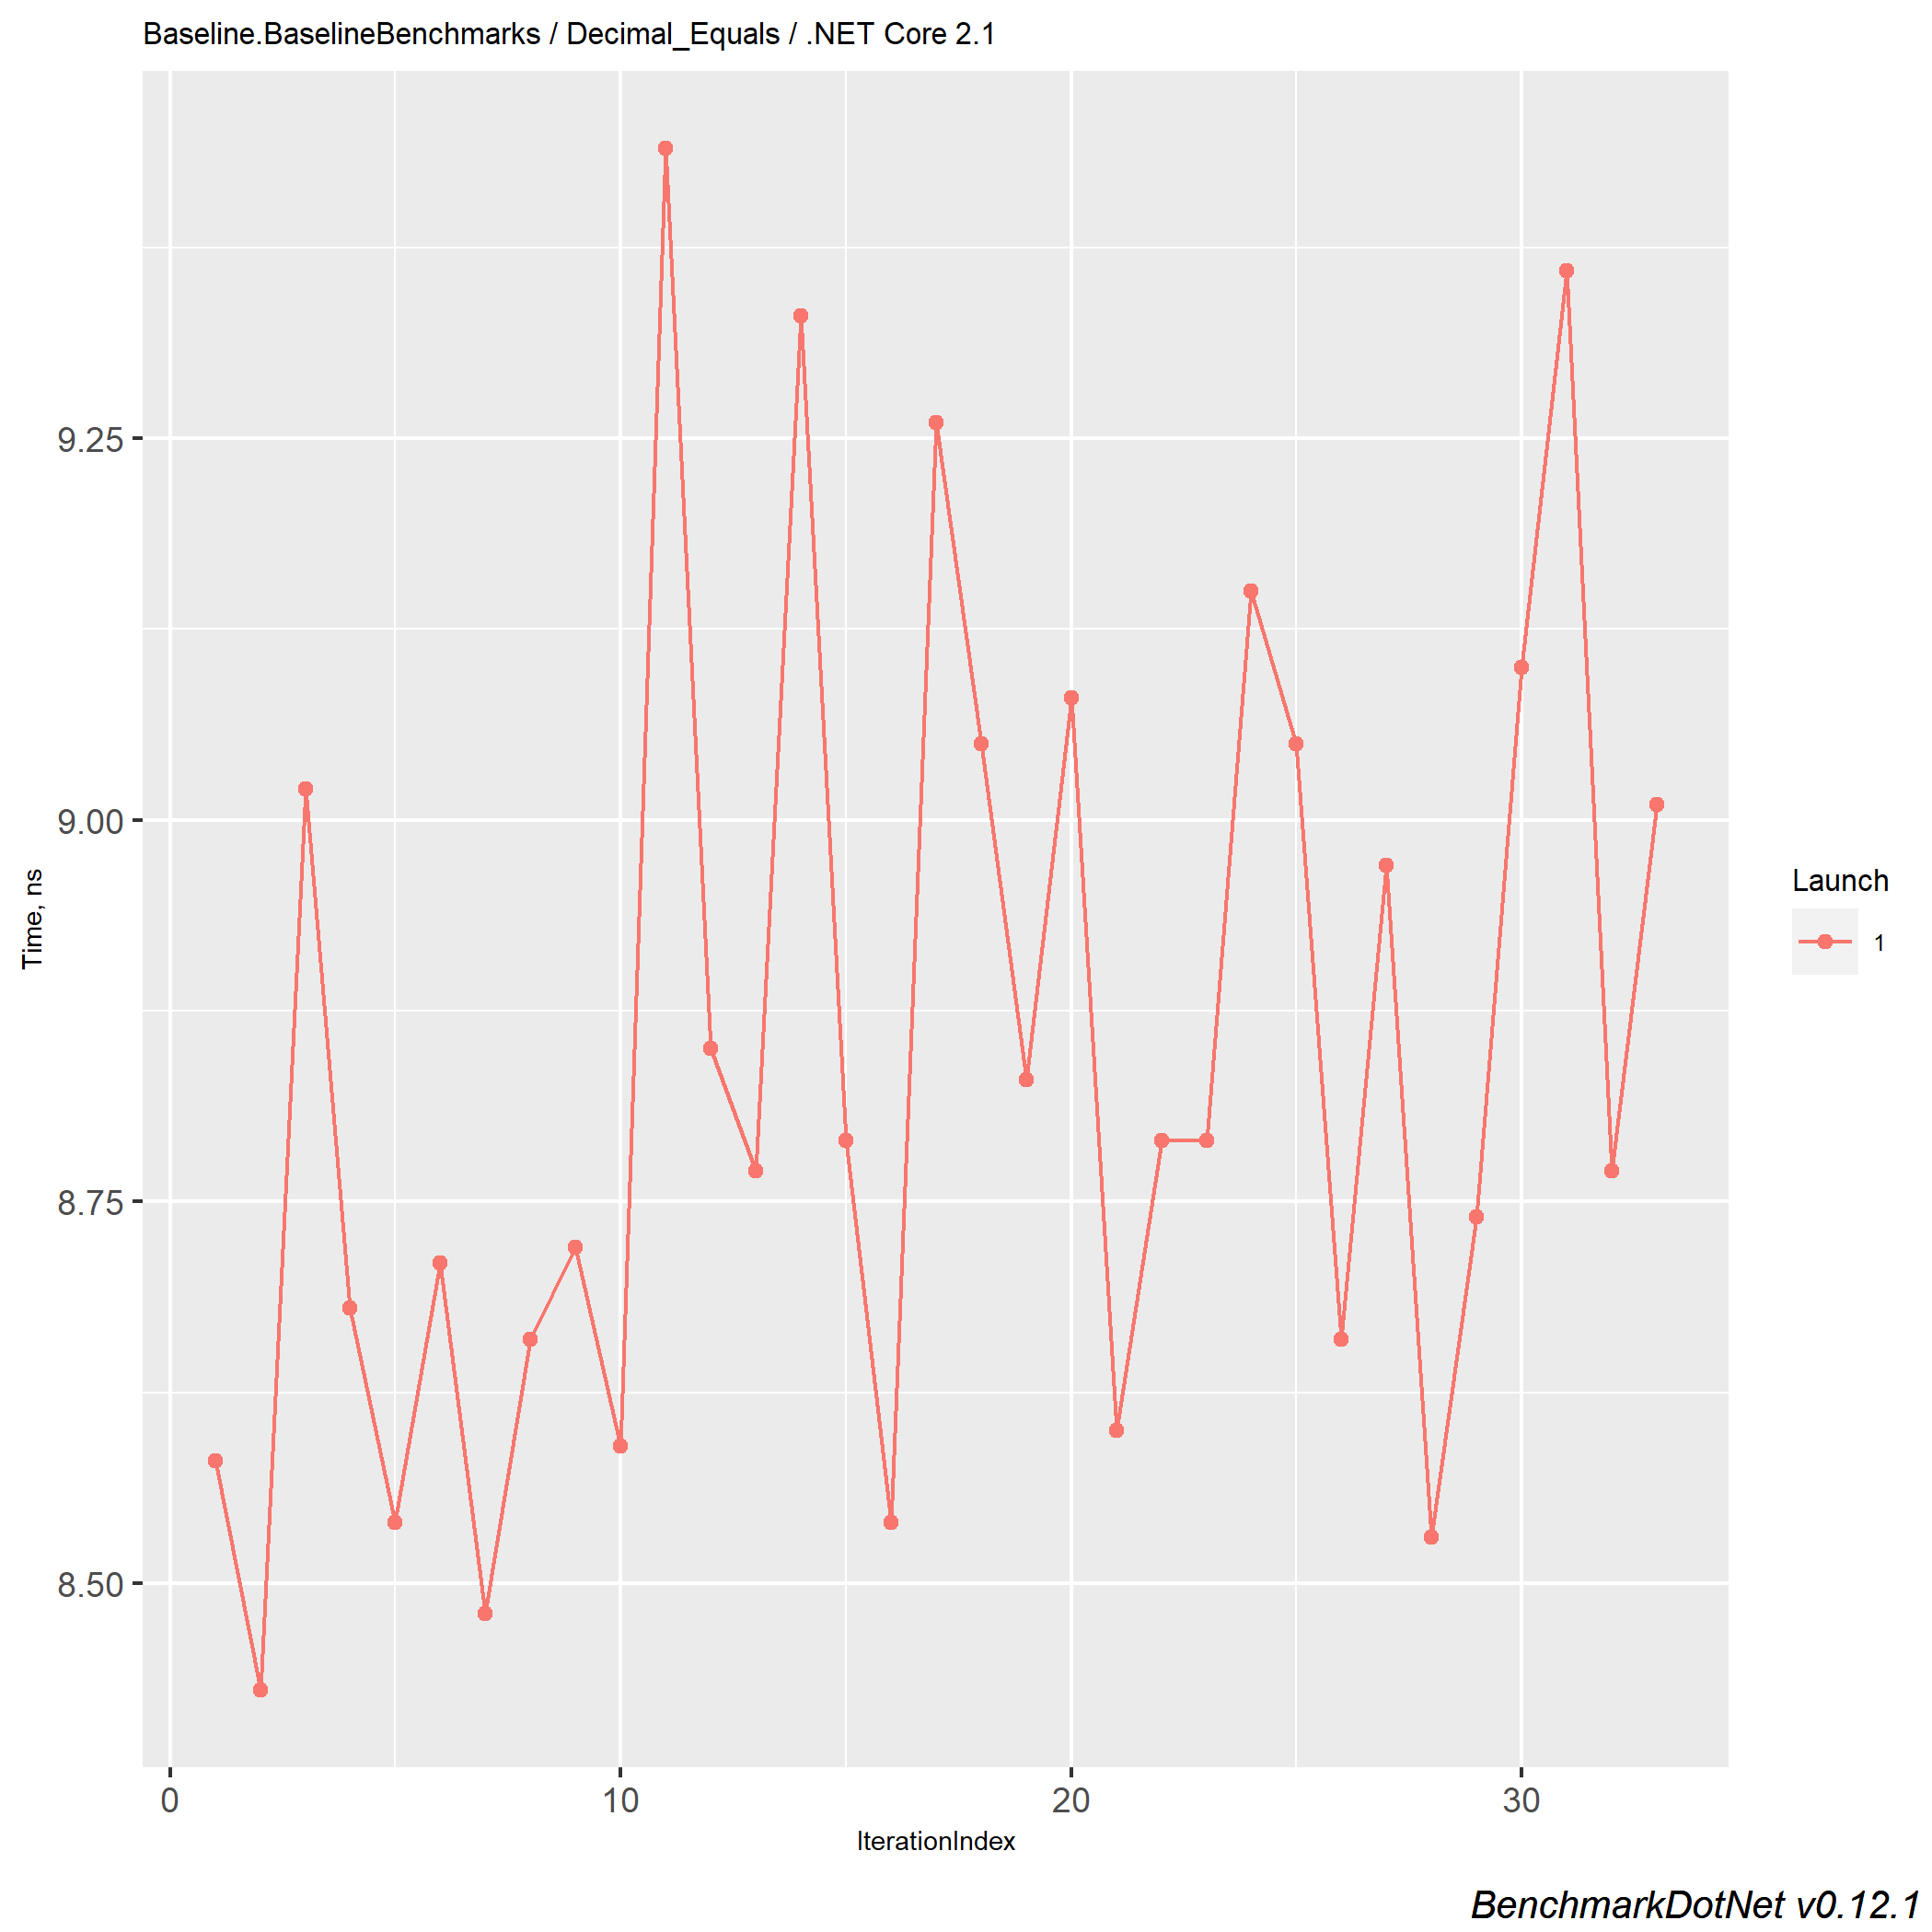 Baseline.BaselineBenchmarks / Decimal_Equals / .NET Core 2.1
9.25
9.00
8.75
8.50
Time, ns
0 10 20 30
IterationIndex
Launch
1
BenchmarkDotNet v0.12.1